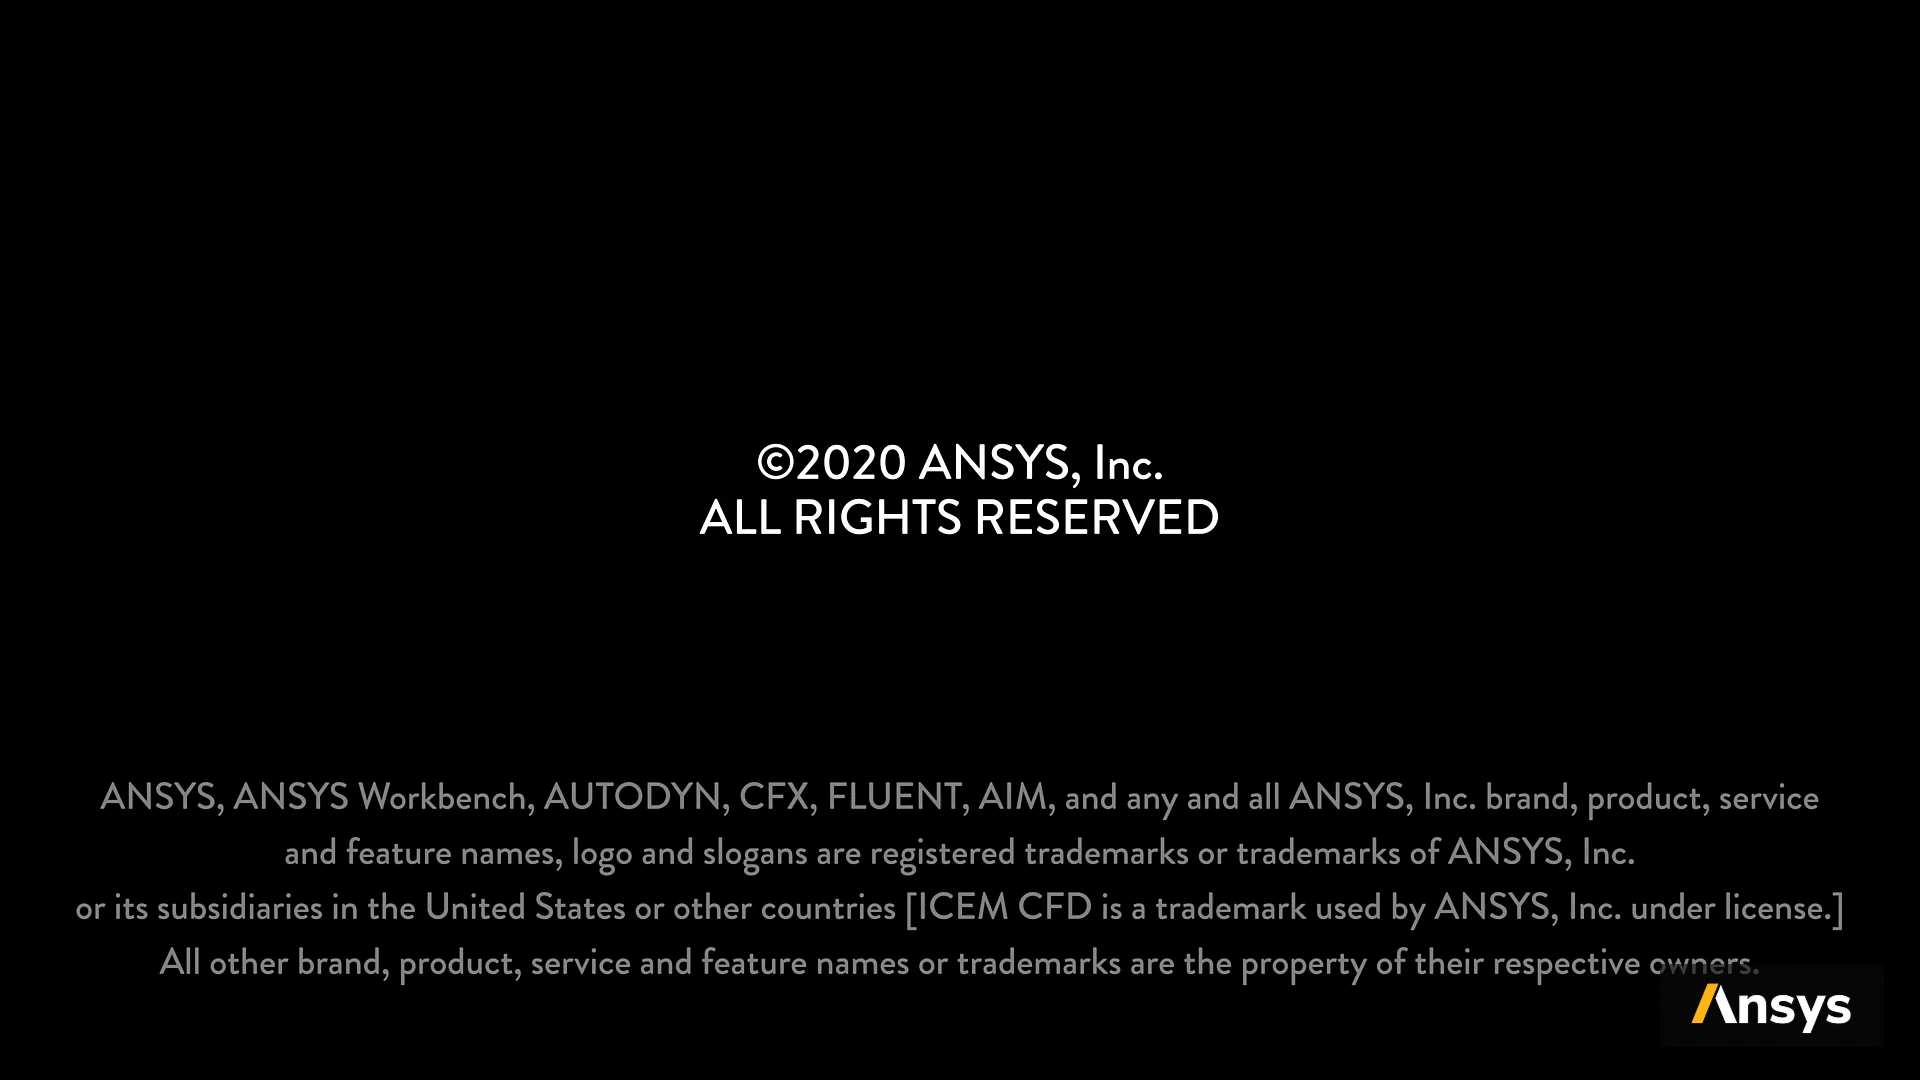 ©2020 ANSYS, Inc.
ALL RIGHTS RESERVED
ANSYS, ANSYS Workbench, AUTODYN, CFX, FLUENT, AIM, and any and all ANSYS, Inc. brand, product, service
and feature names, logo and slogans are registered trademarks or trademarks of ANSYS, Inc.
or its subsidiaries in the United States or other countries [ICEM CFD is a trademark used by ANSYS, Inc. under license.]
All other brand, product, service and feature names or trademarks are the property of their respective owners.
Ansys